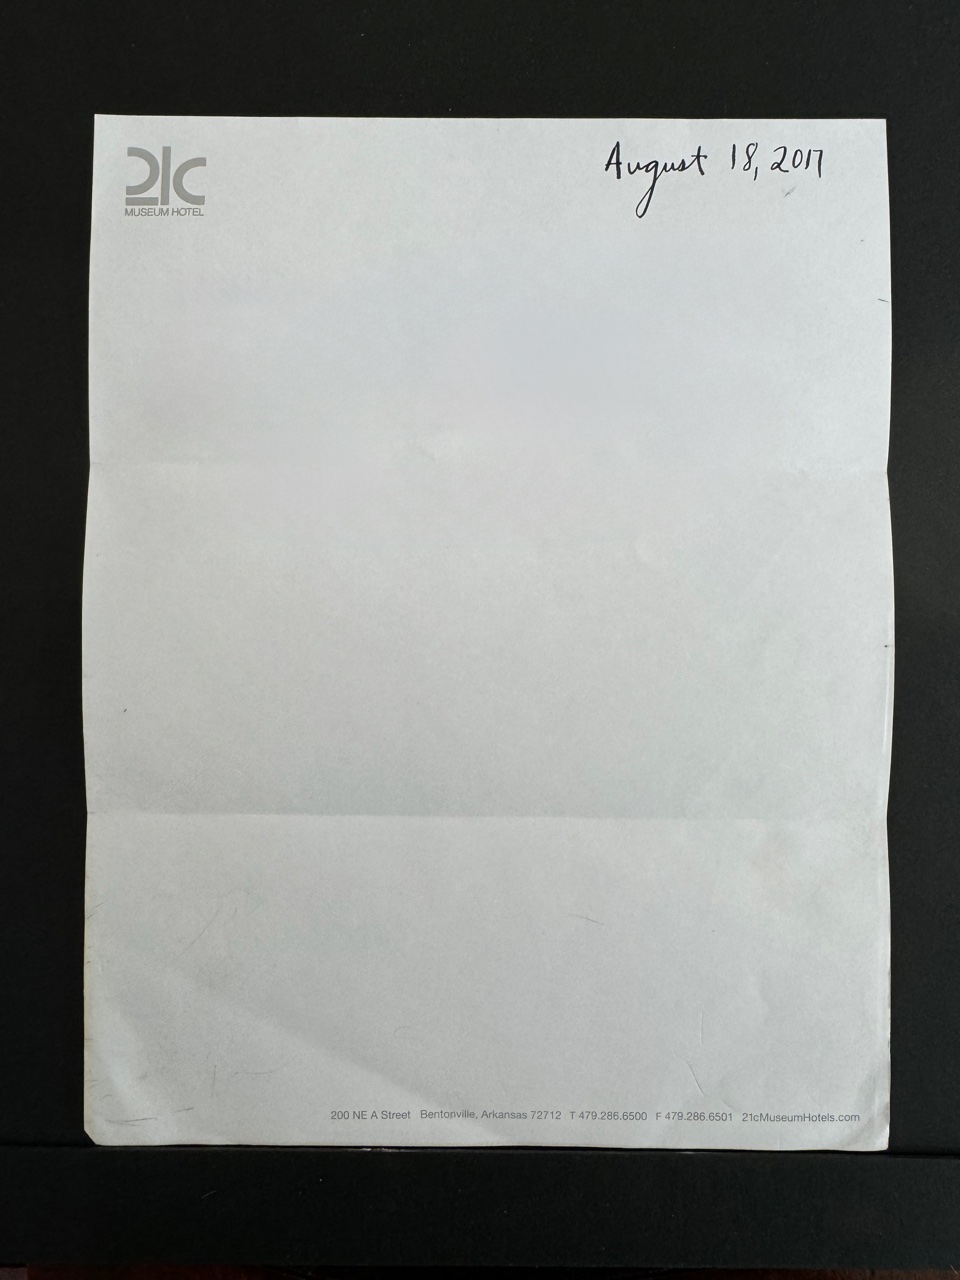 21c
MUSEUM HOTEL
August 18, 2017
200 NE A Street Bentonville, Arkansas 72712 T 479.286.6500 F 479.286.6501 21cMuseumHotels.com